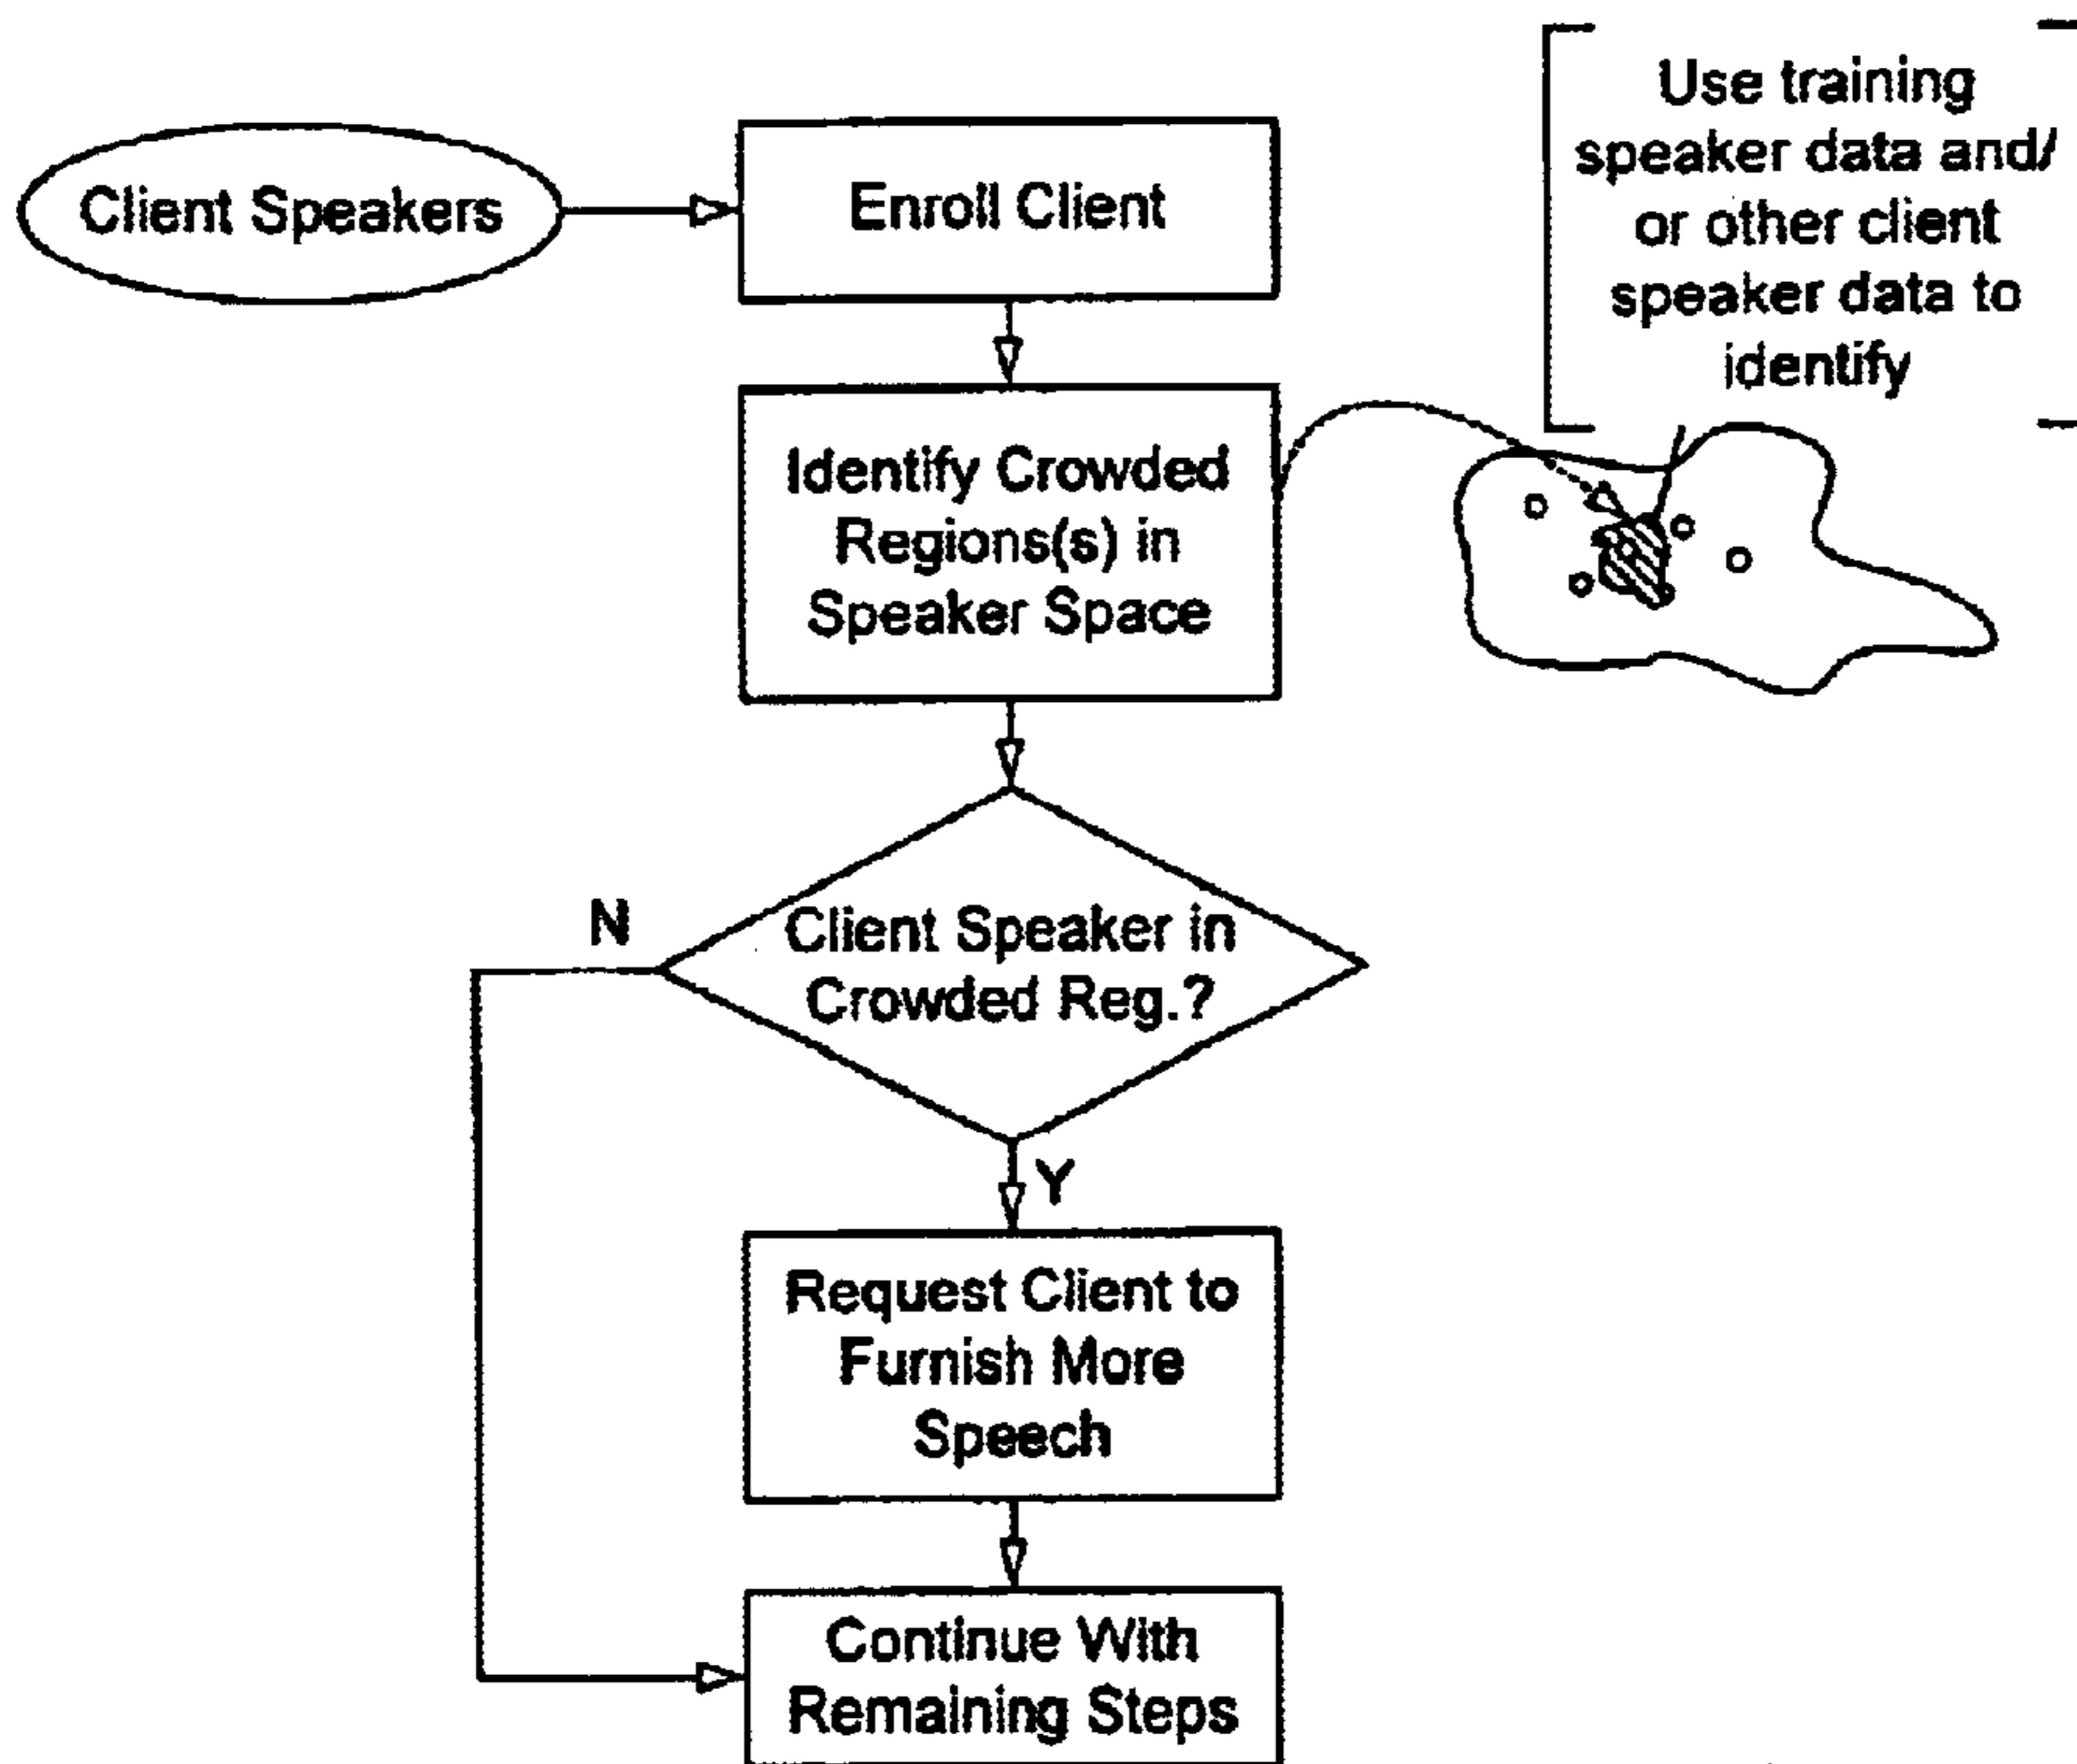 Client Speakers
Enroll Client
Use training
speaker data and/
or other client
speaker data to
identify
Identify Crowded
Regions(s) in
Speaker Space
Client Speaker in
Crowded Reg.?
N
Y
Request Client to
Furnish More
Speech
Continue With
Remaining Steps